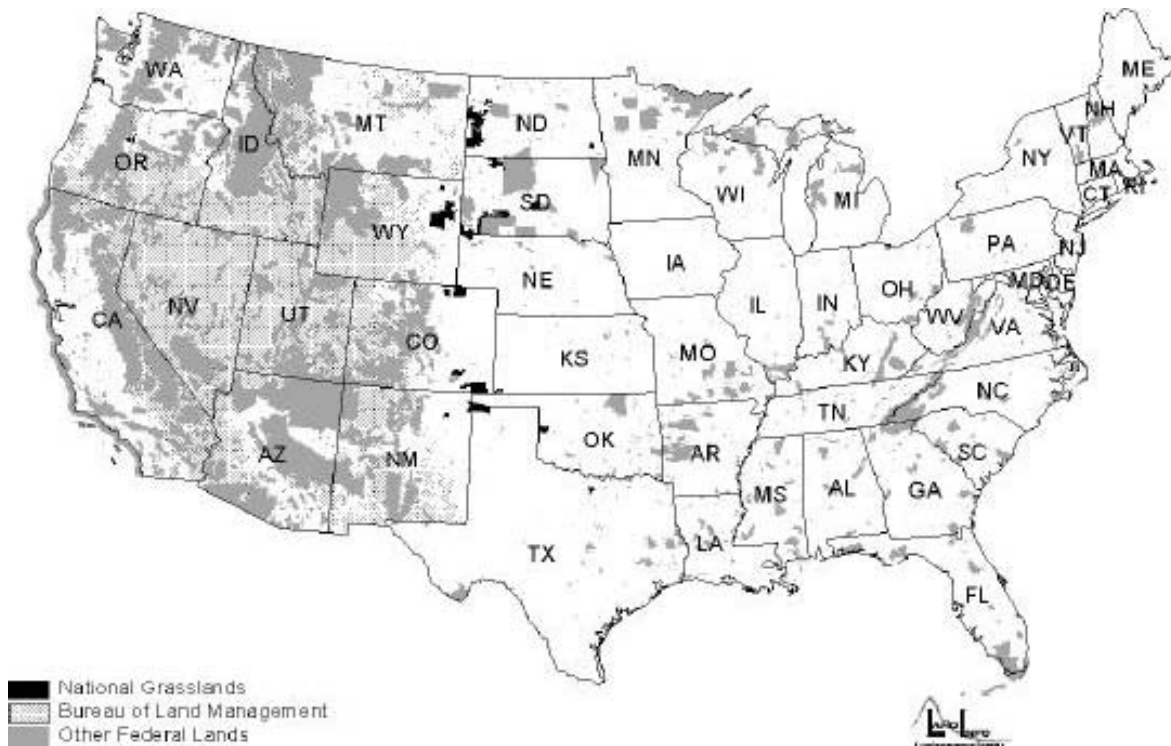 WA
MT
ND
MN
ME
NH
VT
NY
MA
CT
RI
OR
ID
SD
WI
MI
WY
PA
NJ
IA
NE
OH
MD
DE
NV
UT
CA
CO
IL
IN
WV
VA
KS
MO
KY
NC
TN
AZ
NM
OK
AR
SC
MS
AL
GA
TX
LA
FL
National Grasslands
Bureau of Land Management
Other Federal Lands